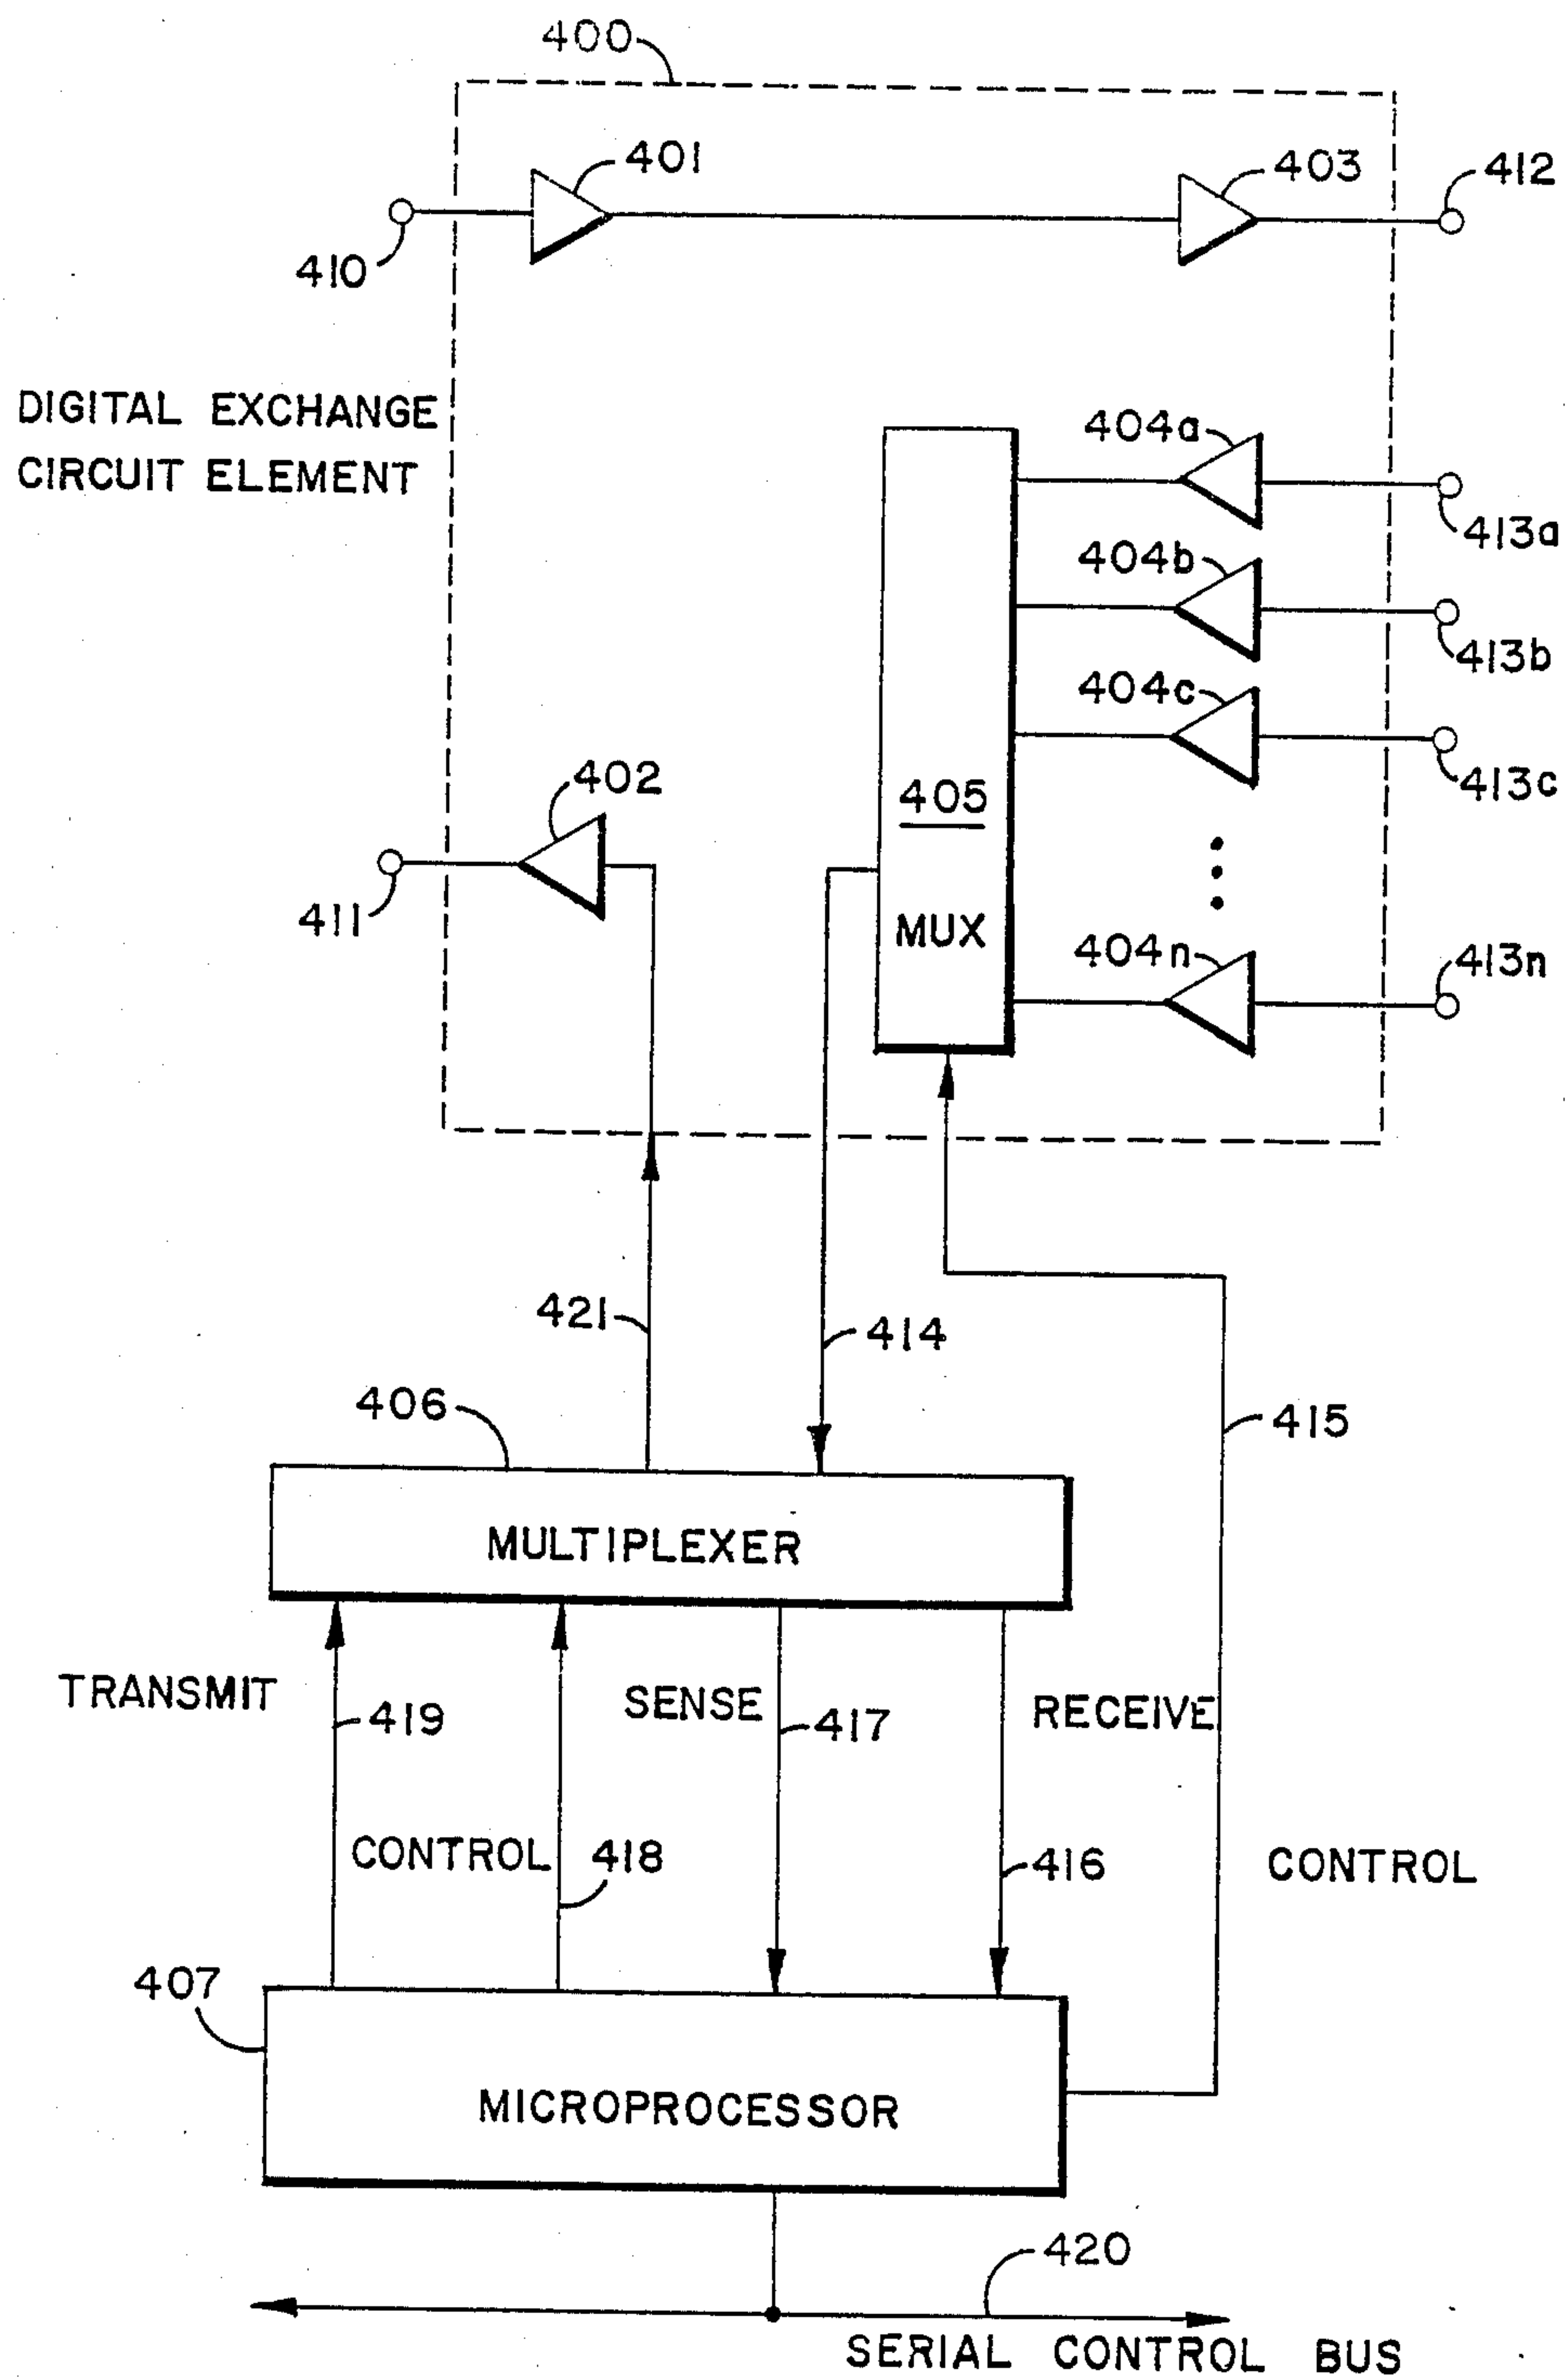 400
401
403
412
410
DIGITAL EXCHANGE
CIRCUIT ELEMENT
404a
413a
404b
413b
404c
413c
402
405
411
MUX
404n
413n
421
414
406
415
MULTIPLEXER
TRANSMIT
419
SENSE
417
RECEIVE
CONTROL
418
416
CONTROL
407
MICROPROCESSOR
420
SERIAL CONTROL BUS